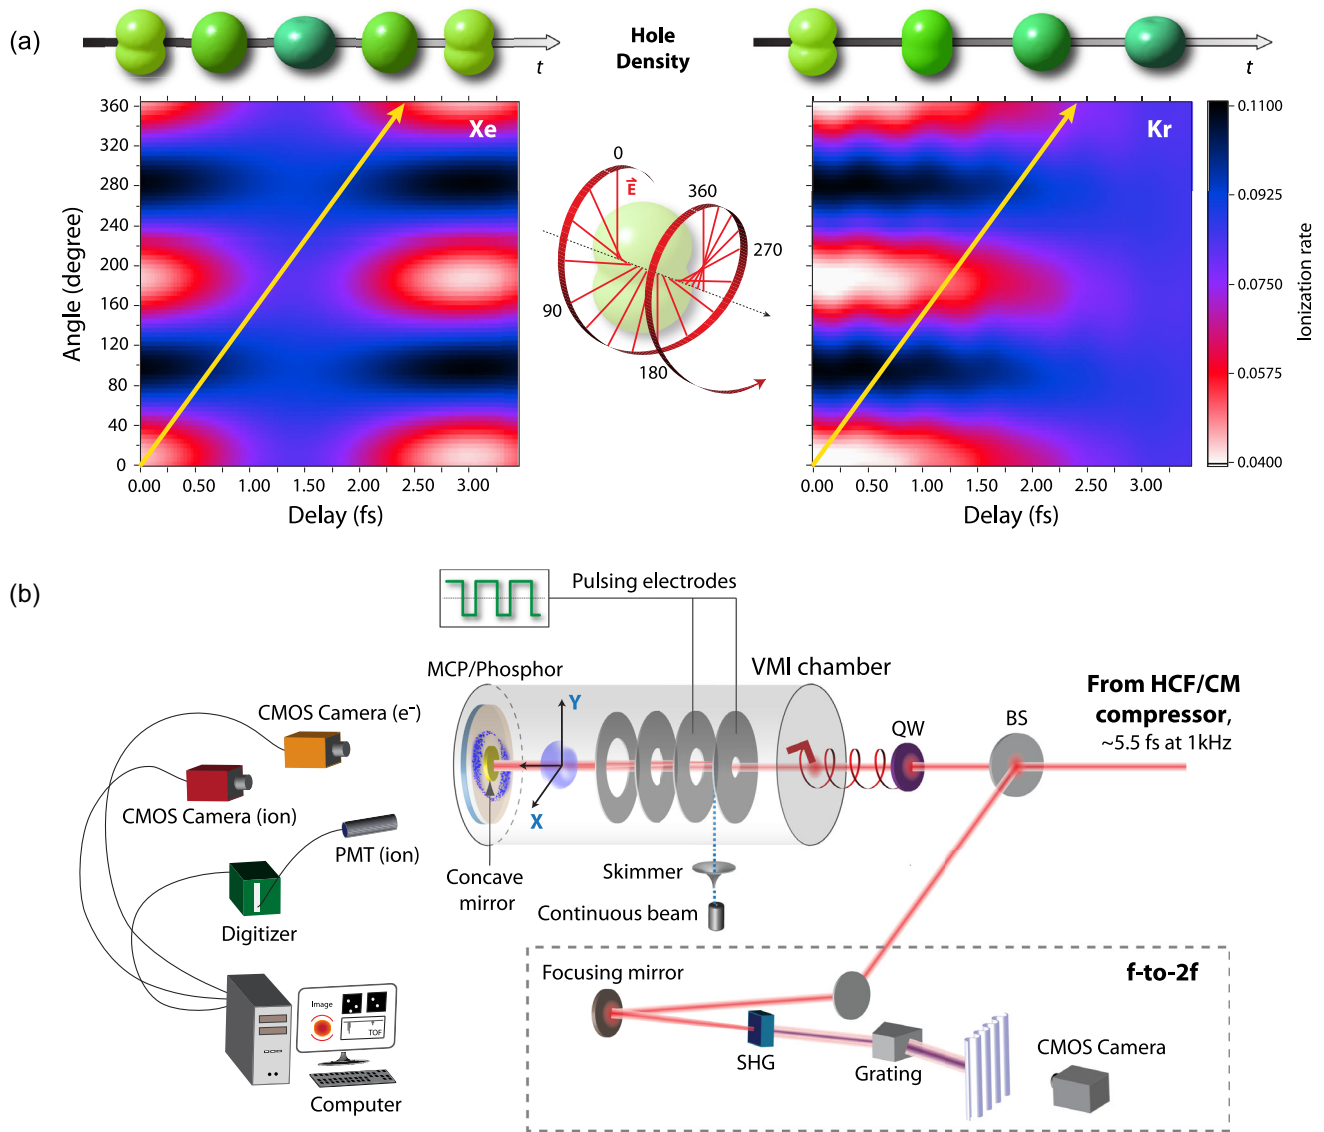 (a)
Hole
Density
t
t
Xe
Kr
Angle (degree)
360
320
280
240
200
160
120
80
40
0
0.00
0.50
1.00
1.50
2.00
2.50
3.00
Delay (fs)
0
E
360
270
90
180
0.00
0.50
1.00
1.50
2.00
2.50
3.00
Delay (fs)
0.1100
0.0925
0.0750
0.0575
0.0400
Ionization rate
(b)
Pulsing electrodes
MCP/Phosphor
VMI chamber
From HCF/CM
compressor,
~5.5 fs at 1kHz
CMOS Camera (e⁻)
Y
QW
BS
CMOS Camera (ion)
X
PMT (ion)
Concave
mirror
Skimmer
Continuous beam
Digitizer
Focusing mirror
f-to-2f
Image
TOF
SHG
Grating
CMOS Camera
Computer